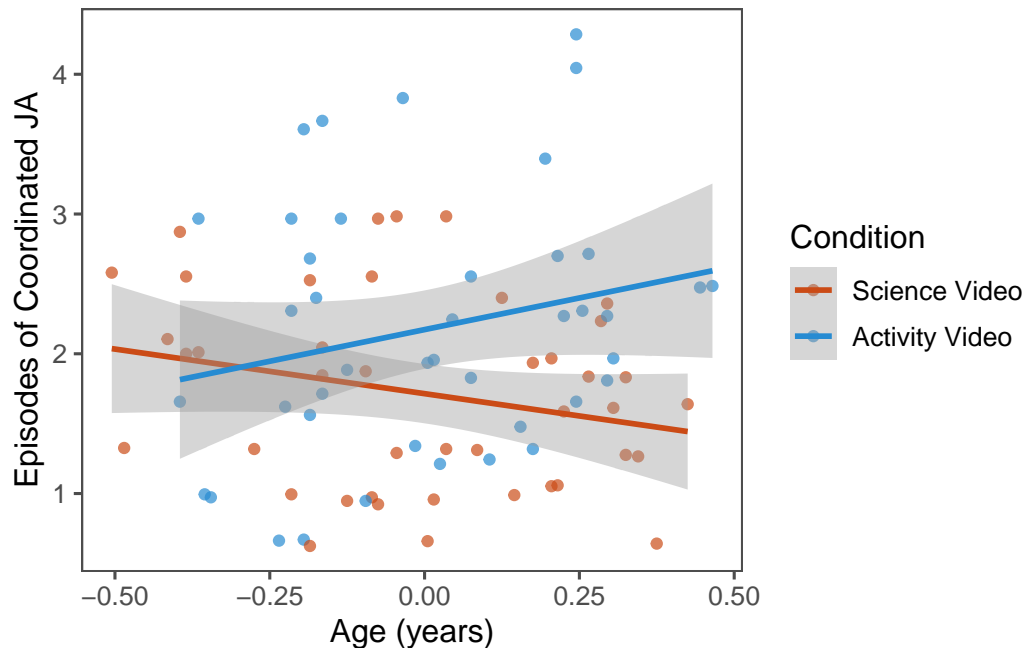 Episodes of Coordinated JA
4
3
2
1
−0.50
−0.25
0.00
0.25
0.50
Age (years)
Condition
Science Video
Activity Video